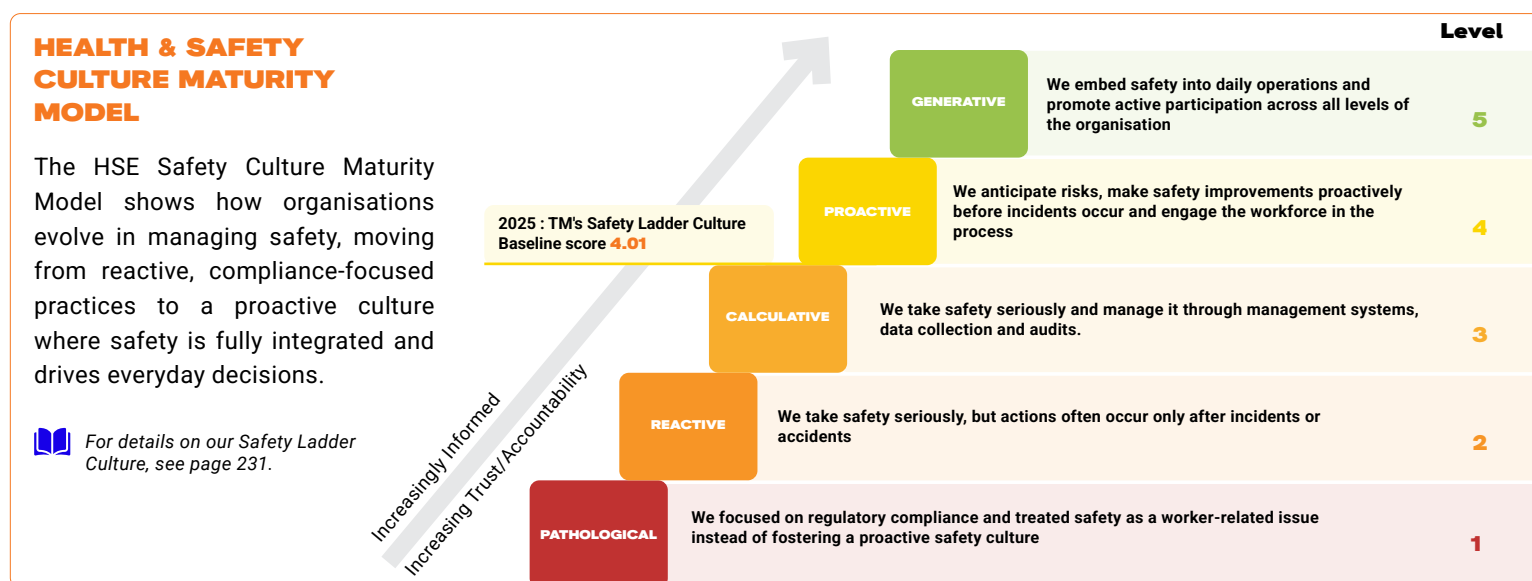 HEALTH & SAFETY
CULTURE MATURITY
MODEL
The HSE Safety Culture Maturity
Model shows how organisations
evolve in managing safety, moving
from reactive, compliance-focused
practices to a proactive culture
where safety is fully integrated and
drives everyday decisions.
For details on our Safety Ladder
Culture, see page 231.
Increasingly Informed
Increasing Trust/Accountability
2025 : TM's Safety Ladder Culture
Baseline score 4.01
Level
GENERATIVE
We embed safety into daily operations and
promote active participation across all levels of
the organisation
5
PROACTIVE
We anticipate risks, make safety improvements proactively
before incidents occur and engage the workforce in the
process
4
CALCULATIVE
We take safety seriously and manage it through management systems,
data collection and audits.
3
REACTIVE
We take safety seriously, but actions often occur only after incidents or
accidents
2
PATHOLOGICAL
We focused on regulatory compliance and treated safety as a worker-related issue
instead of fostering a proactive safety culture
1